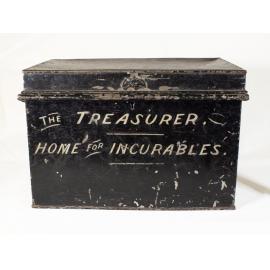 THE TREASURER.
HOME FOR INCURABLES.